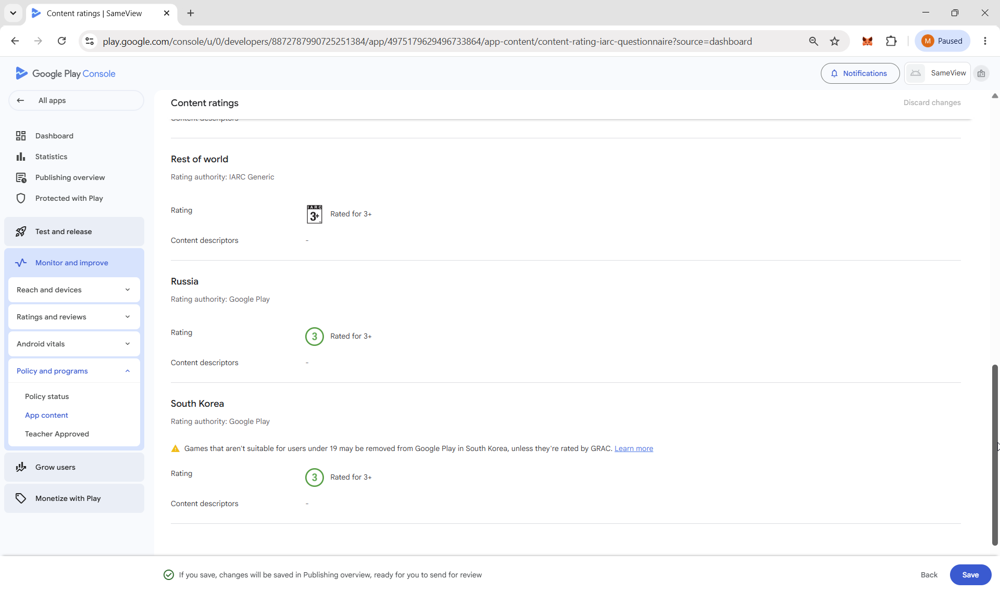 Content ratings | SameView
play.google.com/console/u/0/developers/8872787990725251384/app/4975179629496733864/app-content/content-rating-iarc-questionnaire?source=dashboard
M
Paused
Google Play Console
Notifications
SameView
All apps
Dashboard
Statistics
Publishing overview
Protected with Play
Test and release
Monitor and improve
Reach and devices
Ratings and reviews
Android vitals
Policy and programs
Policy status
App content
Teacher Approved
Grow users
Monetize with Play
Content ratings
Discard changes
Content descriptors
Rest of world
Rating authority: IARC Generic
Rating
IARC
3+
Rated for 3+
Content descriptors
-
Russia
Rating authority: Google Play
Rating
3
Rated for 3+
Content descriptors
-
South Korea
Rating authority: Google Play
Games that aren't suitable for users under 19 may be removed from Google Play in South Korea, unless they're rated by GRAC. Learn more
Rating
3
Rated for 3+
Content descriptors
-
If you save, changes will be saved in Publishing overview, ready for you to send for review
Back
Save